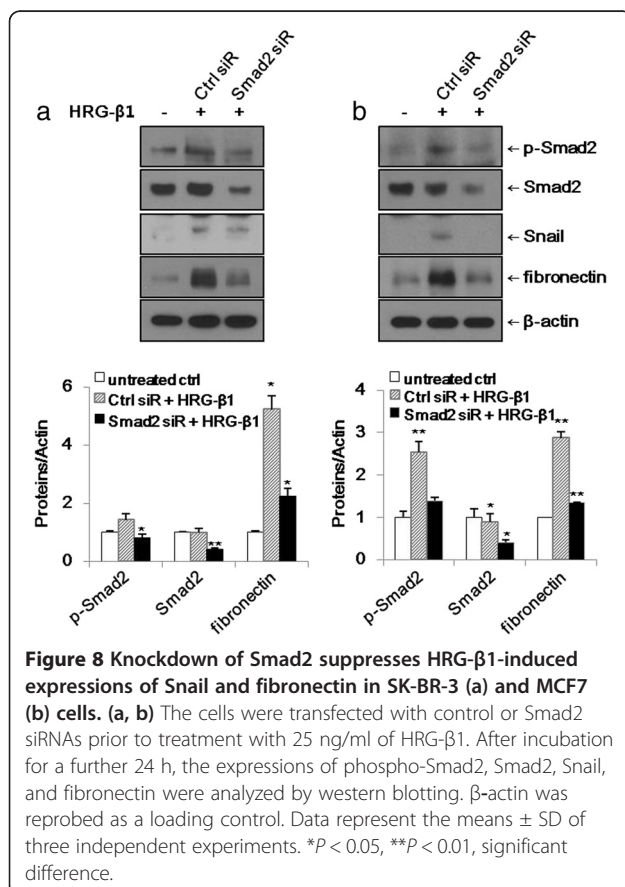 Ctrl siR
Smad2 siR
a
HRG-β1
- + +
Ctrl siR
Smad2 siR
b
- + +
←p-Smad2
←Smad2
←Snail
←fibronectin
←β-actin
untreated ctrl
Ctrl siR + HRG-β1
Smad2 siR + HRG-β1
Proteins/Actin
6
4
2
0
*
*
*
**
p-Smad2
Smad2
fibronectin
untreated ctrl
Ctrl siR + HRG-β1
Smad2 siR + HRG-β1
Proteins/Actin
4
3
2
1
0
**
*
*
**
**
p-Smad2
Smad2
fibronectin
Figure 8 Knockdown of Smad2 suppresses HRG-β1-induced
expressions of Snail and fibronectin in SK-BR-3 (a) and MCF7
(b) cells. (a, b) The cells were transfected with control or Smad2
siRNAs prior to treatment with 25 ng/ml of HRG-β1. After incubation
for a further 24 h, the expressions of phospho-Smad2, Smad2, Snail,
and fibronectin were analyzed by western blotting. β-actin was
reprobed as a loading control. Data represent the means ± SD of
three independent experiments. *P < 0.05, **P < 0.01, significant
difference.